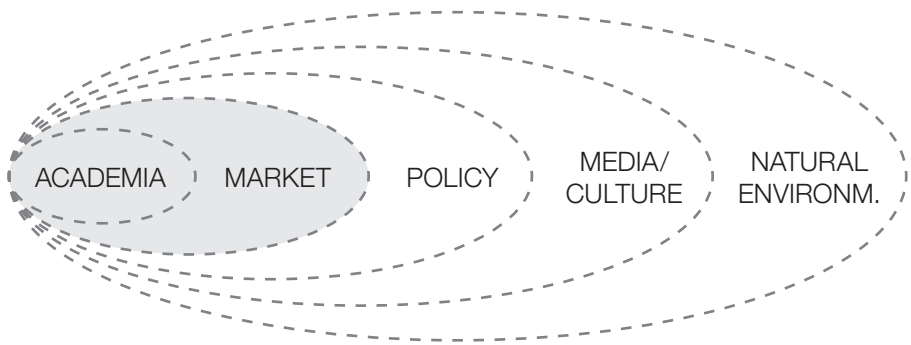 ACADEMIA
MARKET
POLICY
MEDIA/
CULTURE
NATURAL
ENVIRONM.